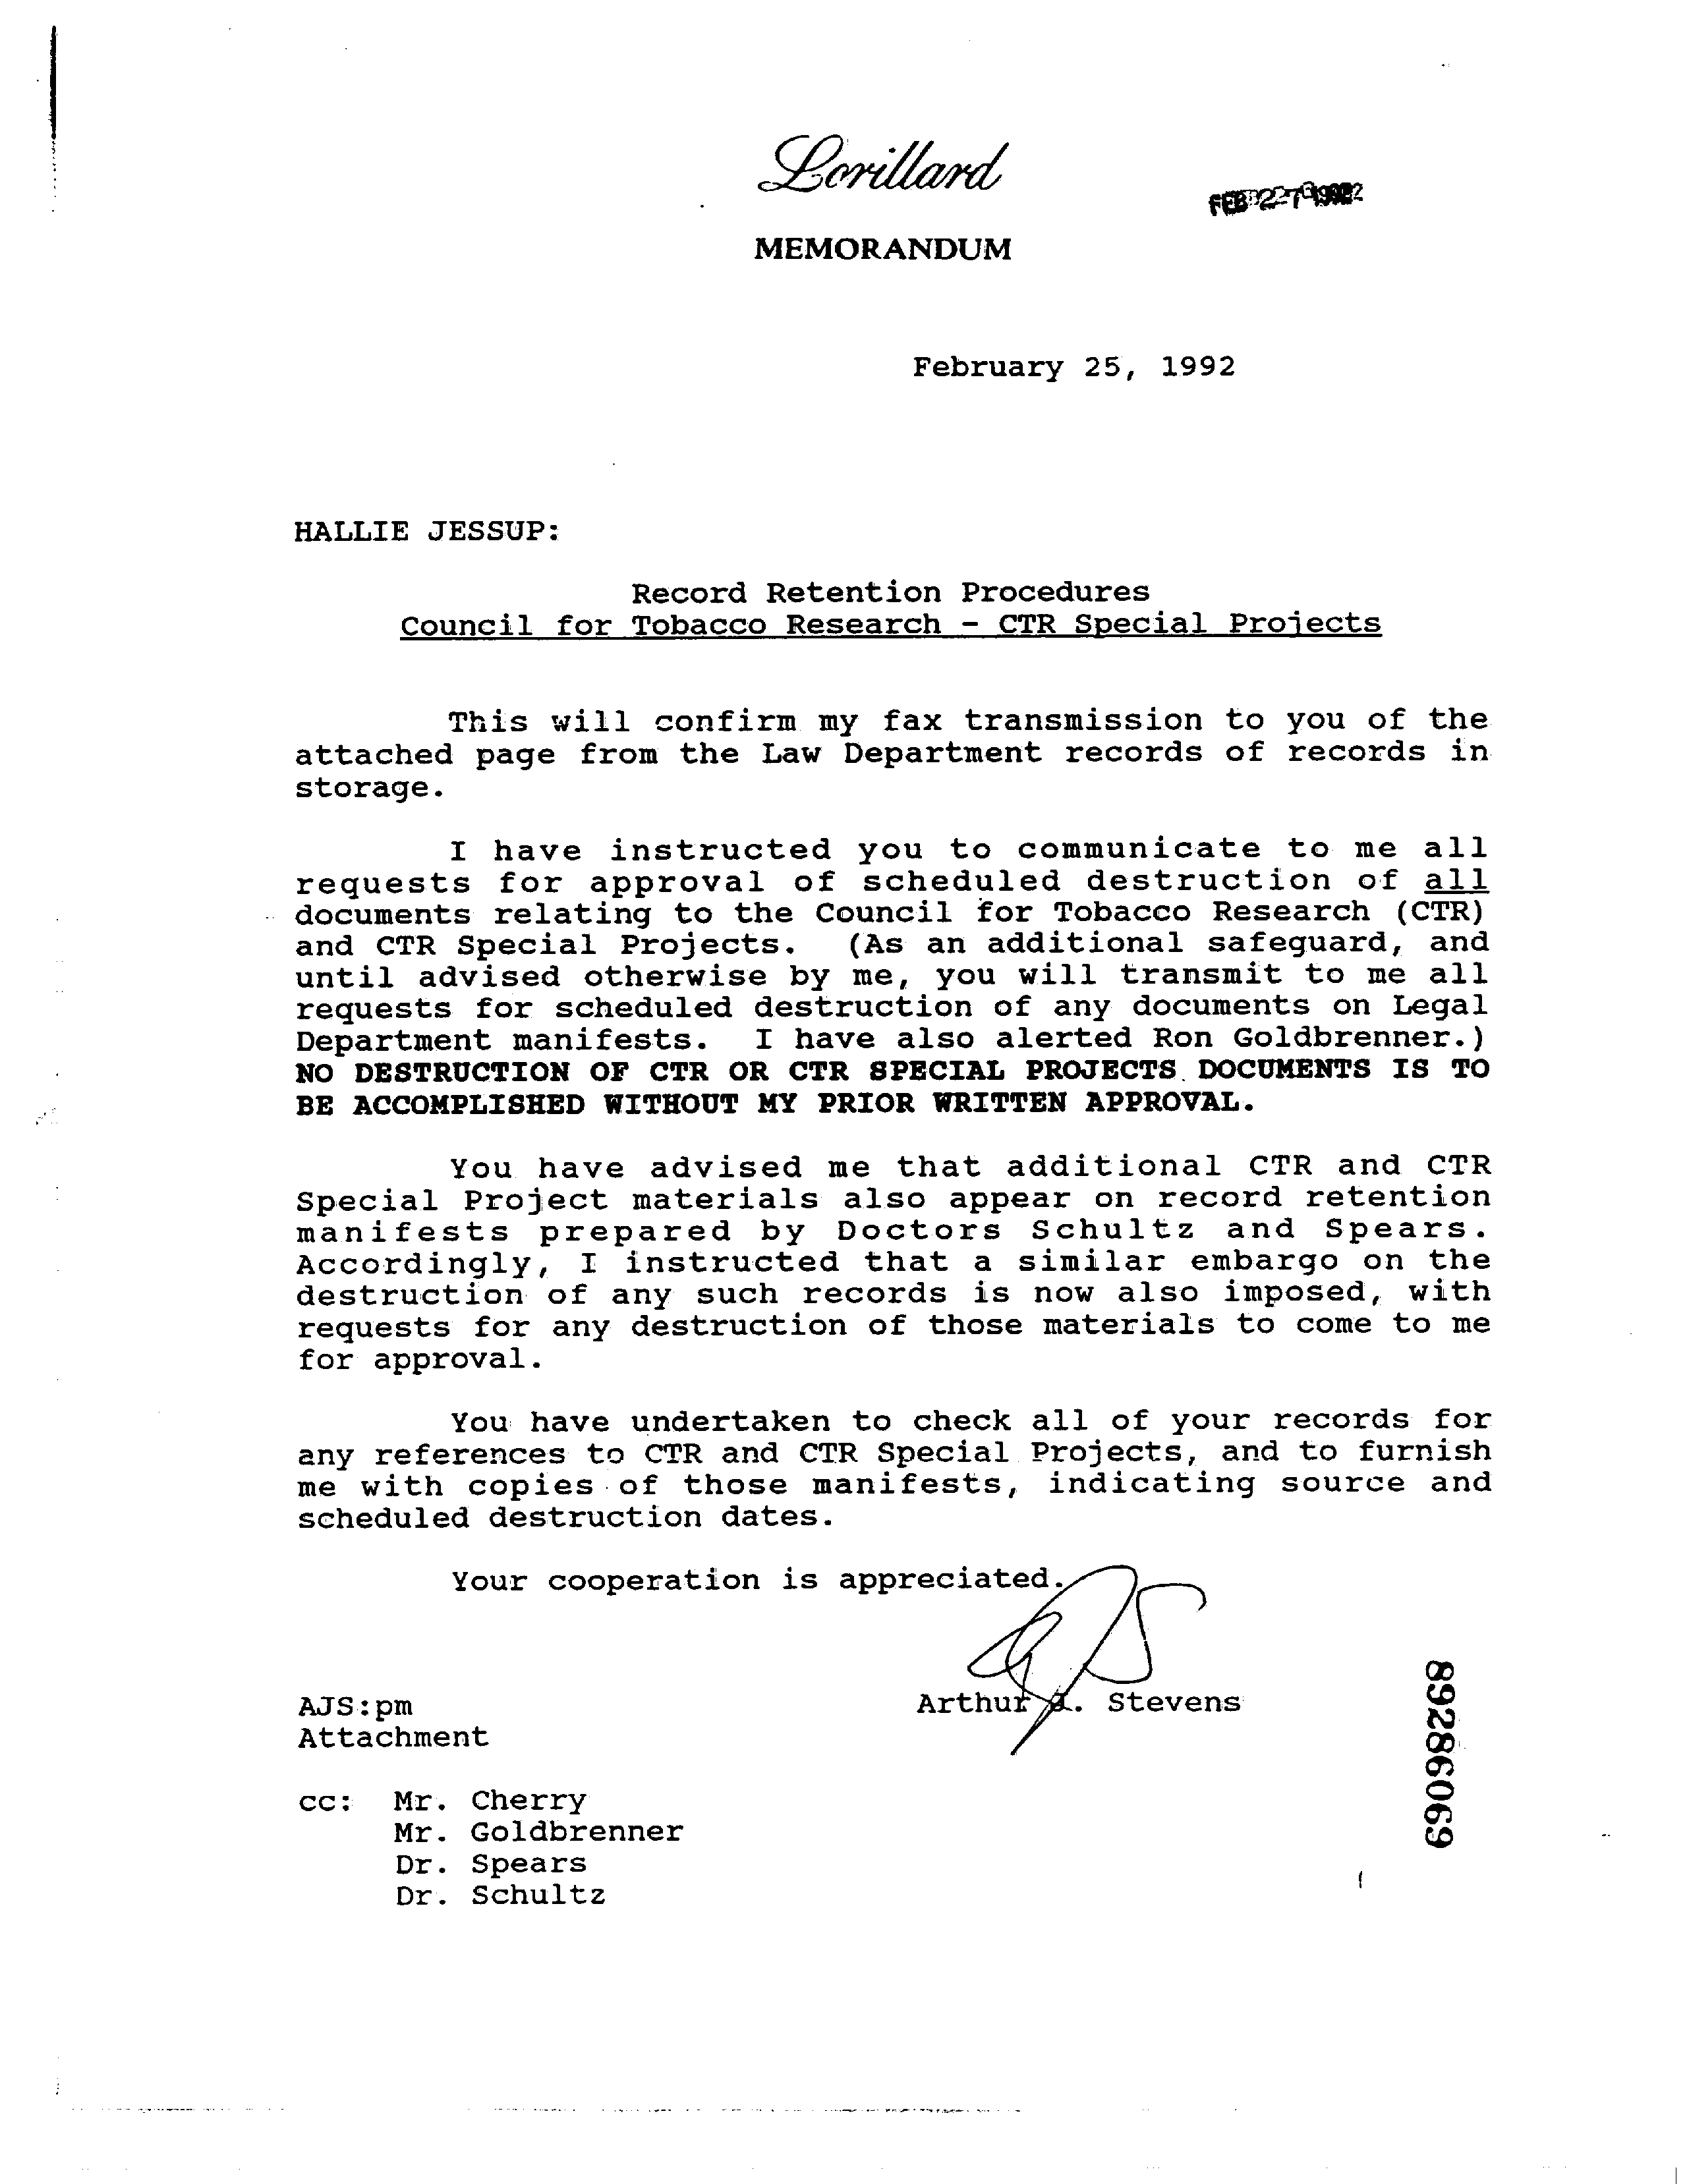 Lorillard
FEB 27 1992
MEMORANDUM
February 25, 1992
HALLIE JESSUP:
Record Retention Procedures
Council for Tobacco Research - CTR Special Projects
This will confirm my fax transmission to you of the
attached page from the Law Department records of records in
storage.
I have instructed you to communicate to me all
requests for approval of scheduled destruction of all
documents relating to the Council for Tobacco Research (CTR)
and CTR Special Projects. (As an additional safeguard, and
until advised otherwise by me, you will transmit to me all
requests for scheduled destruction of any documents on Legal
Department manifests. I have also alerted Ron Goldbrenner.)
NO DESTRUCTION OF CTR OR CTR SPECIAL PROJECTS DOCUMENTS IS TO
BE ACCOMPLISHED WITHOUT MY PRIOR WRITTEN APPROVAL.
You have advised me that additional CTR and CTR
Special Project materials also appear on record retention
manifests prepared by Doctors Schultz and Spears.
Accordingly, I instructed that a similar embargo on the
destruction of any such records is now also imposed, with
requests for any destruction of those materials to come to me
for approval.
You have undertaken to check all of your records for
any references to CTR and CTR Special Projects, and to furnish
me with copies of those manifests, indicating source and
scheduled destruction dates.
Your cooperation is appreciated.
Arthur J. Stevens
AJS:pm
Attachment
cc: Mr. Cherry
Mr. Goldbrenner
Dr. Spears
Dr. Schultz
89286069